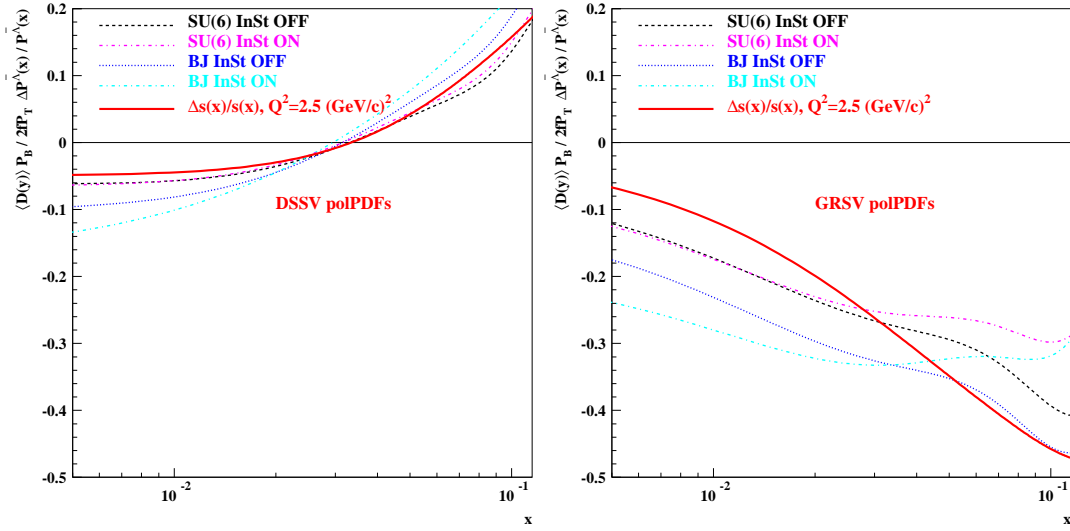 ⟨D(y)⟩ P_B / 2fP_T ΔP^Λ̄(x) / P^Λ̄(x)
0.2
0.1
0
-0.1
-0.2
-0.3
-0.4
-0.5
SU(6) InSt OFF
SU(6) InSt ON
BJ InSt OFF
BJ InSt ON
Δs(x)/s(x), Q²=2.5 (GeV/c)²
DSSV polPDFs
10⁻²
10⁻¹
x
⟨D(y)⟩ P_B / 2fP_T ΔP^Λ̄(x) / P^Λ̄(x)
0.2
0.1
0
-0.1
-0.2
-0.3
-0.4
-0.5
SU(6) InSt OFF
SU(6) InSt ON
BJ InSt OFF
BJ InSt ON
Δs(x)/s(x), Q²=2.5 (GeV/c)²
GRSV polPDFs
10⁻²
10⁻¹
x